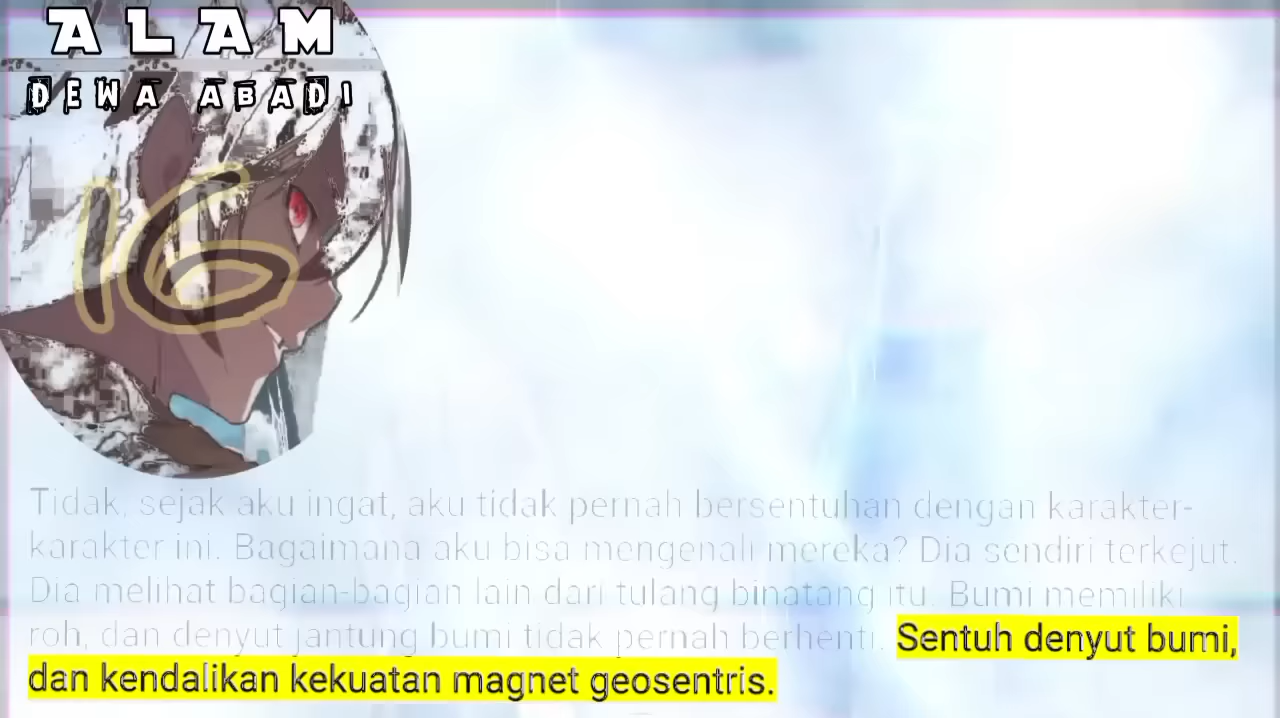 ALAM
DEWA ABADI
16
Tidak, sejak aku ingat, aku tidak pernah bersentuhan dengan karakter-
karakter ini. Bagaimana aku bisa mengenali mereka? Dia sendiri terkejut.
Dia melihat bagian-bagian lain dari tulang binatang itu. Bumi memiliki
roh, dan denyut jantung bumi tidak pernah berhenti. Sentuh denyut bumi,
dan kendalikan kekuatan magnet geosentris.